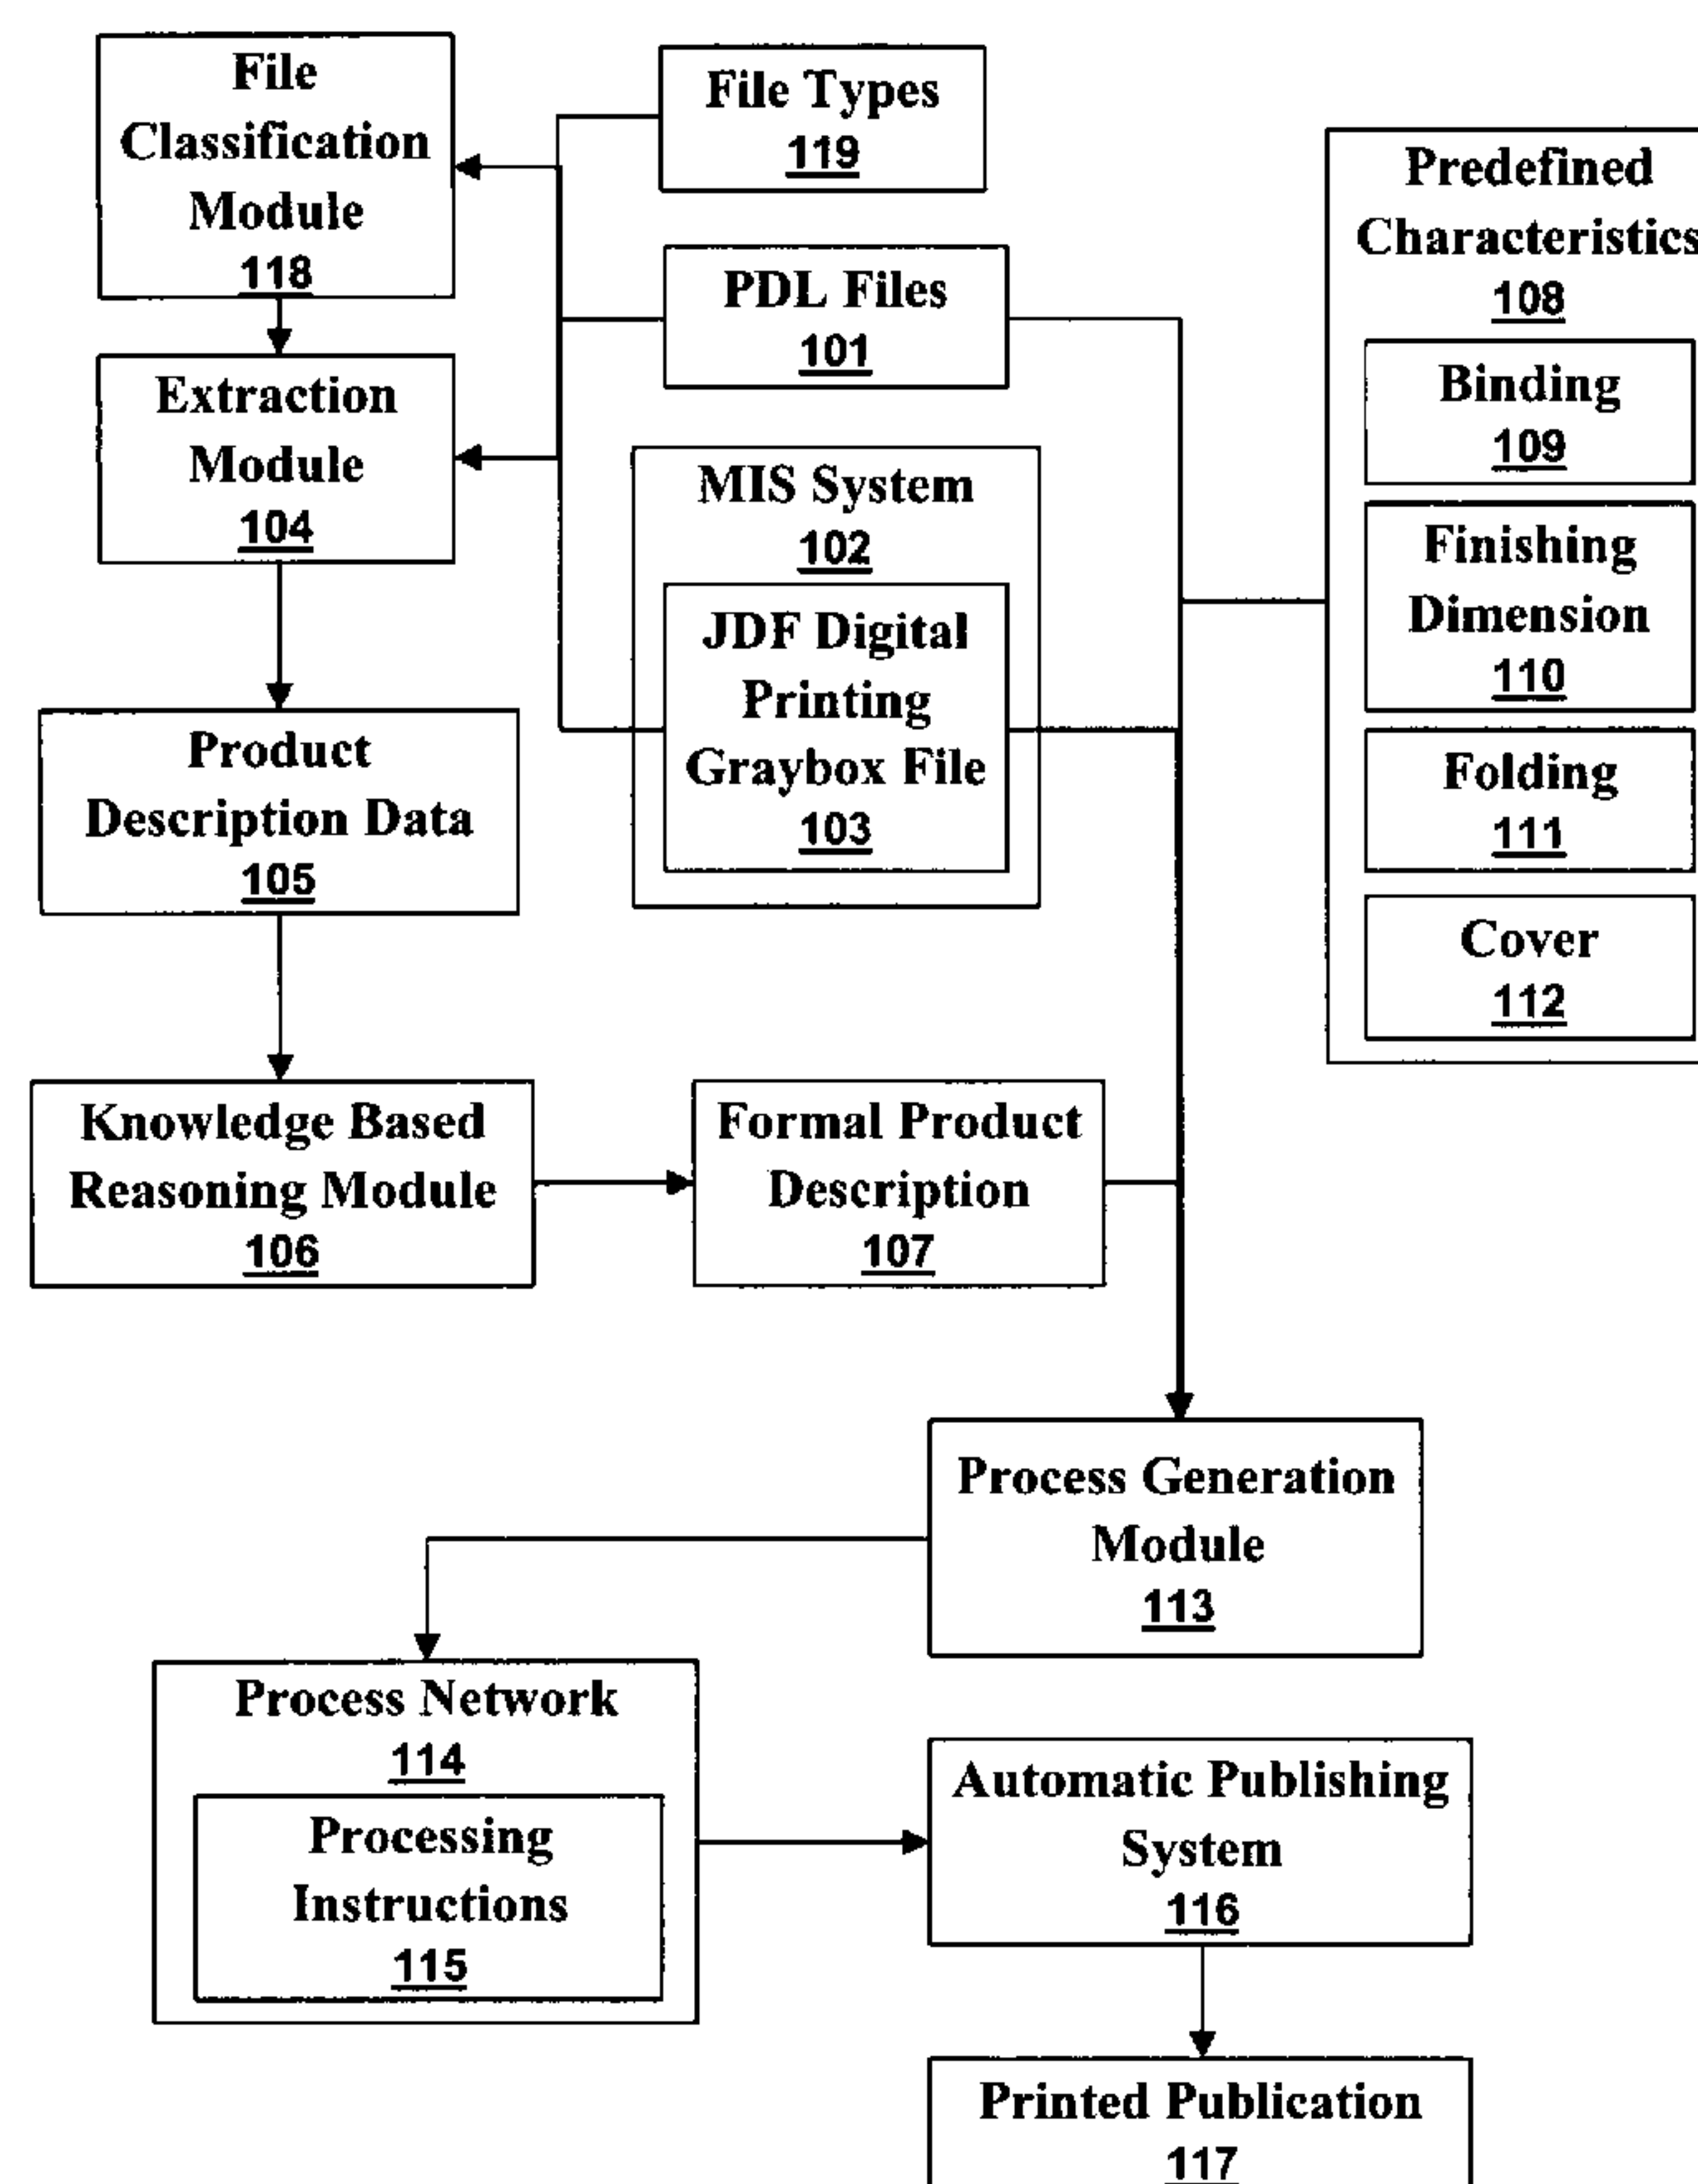 File
Classification
Module
118
File Types
119
PDL Files
101
Predefined
Characteristics
108
Binding
109
Finishing
Dimension
110
Folding
111
Cover
112
Extraction
Module
104
MIS System
102
JDF Digital
Printing
Graybox File
103
Product
Description Data
105
Knowledge Based
Reasoning Module
106
Formal Product
Description
107
Process Generation
Module
113
Process Network
114
Processing
Instructions
115
Automatic Publishing
System
116
Printed Publication
117